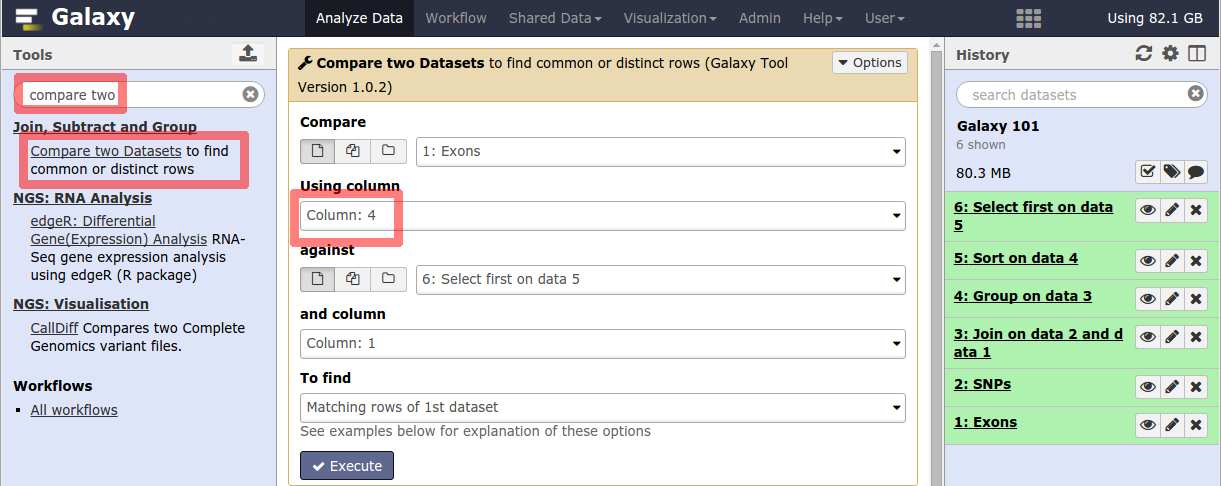 Galaxy
Analyze Data Workflow Shared Data Visualization Admin Help User
Using 82.1 GB
Tools
compare two
Join, Subtract and Group
Compare two Datasets to find
common or distinct rows
NGS: RNA Analysis
edgeR: Differential
Gene(Expression) Analysis RNA-
Seq gene expression analysis
using edgeR (R package)
NGS: Visualisation
CallDiff Compares two Complete
Genomics variant files.
Workflows
All workflows
Compare two Datasets to find common or distinct rows (Galaxy Tool
Version 1.0.2)
Options
Compare
1: Exons
Using column
Column: 4
against
6: Select first on data 5
and column
Column: 1
To find
Matching rows of 1st dataset
See examples below for explanation of these options
Execute
History
search datasets
Galaxy 101
6 shown
80.3 MB
6: Select first on data
5
5: Sort on data 4
4: Group on data 3
3: Join on data 2 and d
ata 1
2: SNPs
1: Exons